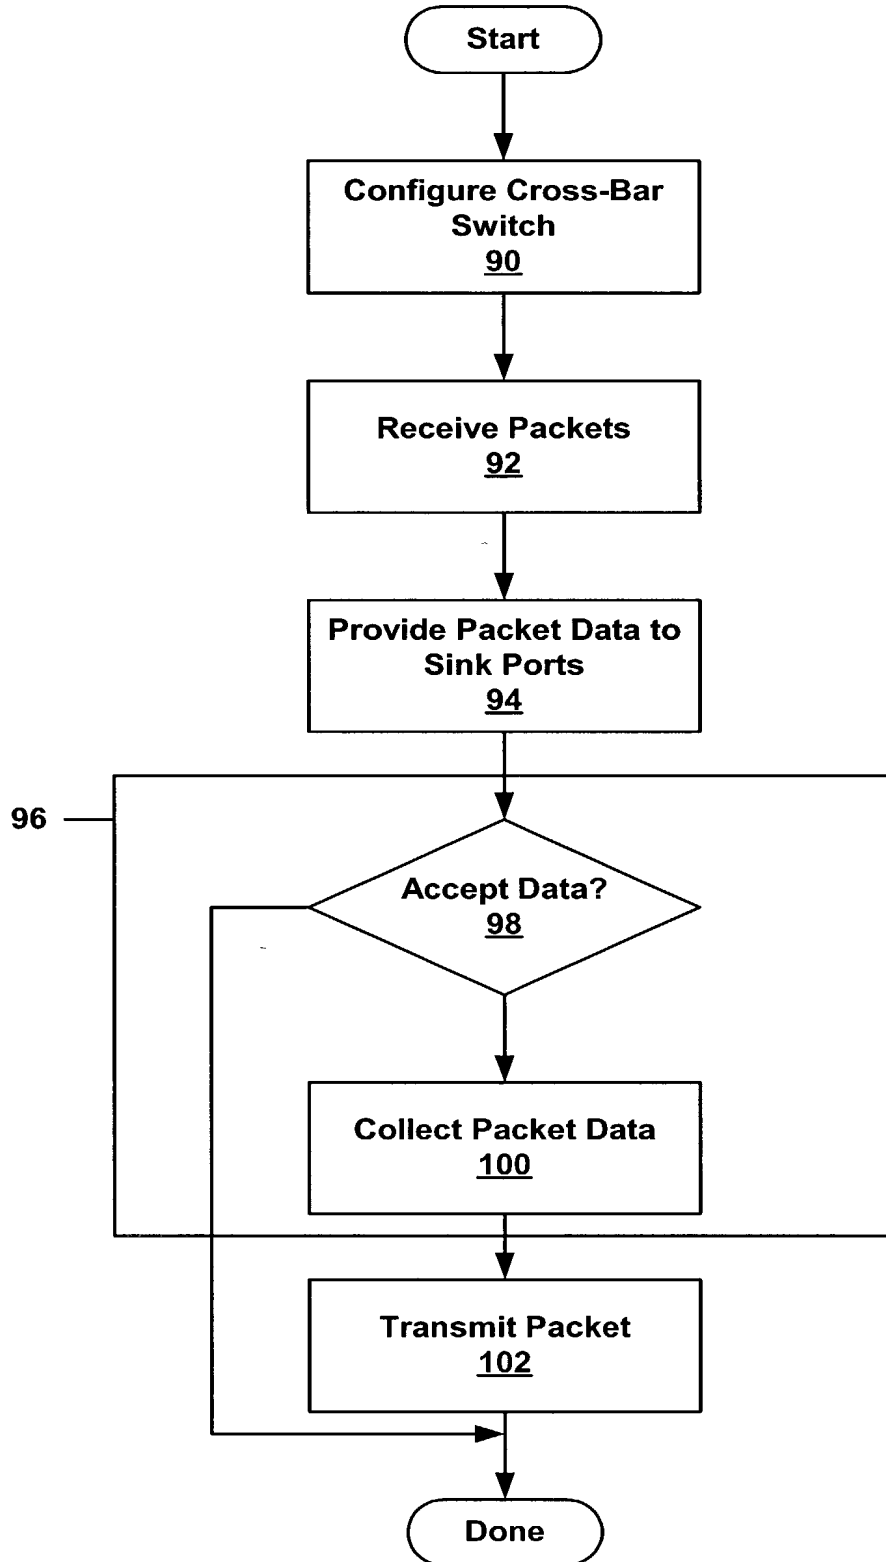 Start
Configure Cross-Bar
Switch
90
Receive Packets
92
Provide Packet Data to
Sink Ports
94
96
Accept Data?
98
Collect Packet Data
100
Transmit Packet
102
Done